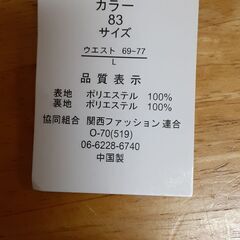 カラー
83
サイズ
ウエスト 69~77
L
品質表示
表地 ポリエステル 100%
裏地 ポリエステル 100%
協同組合 関西ファッション連合
O-70(519)
06-6228-6740
中国製